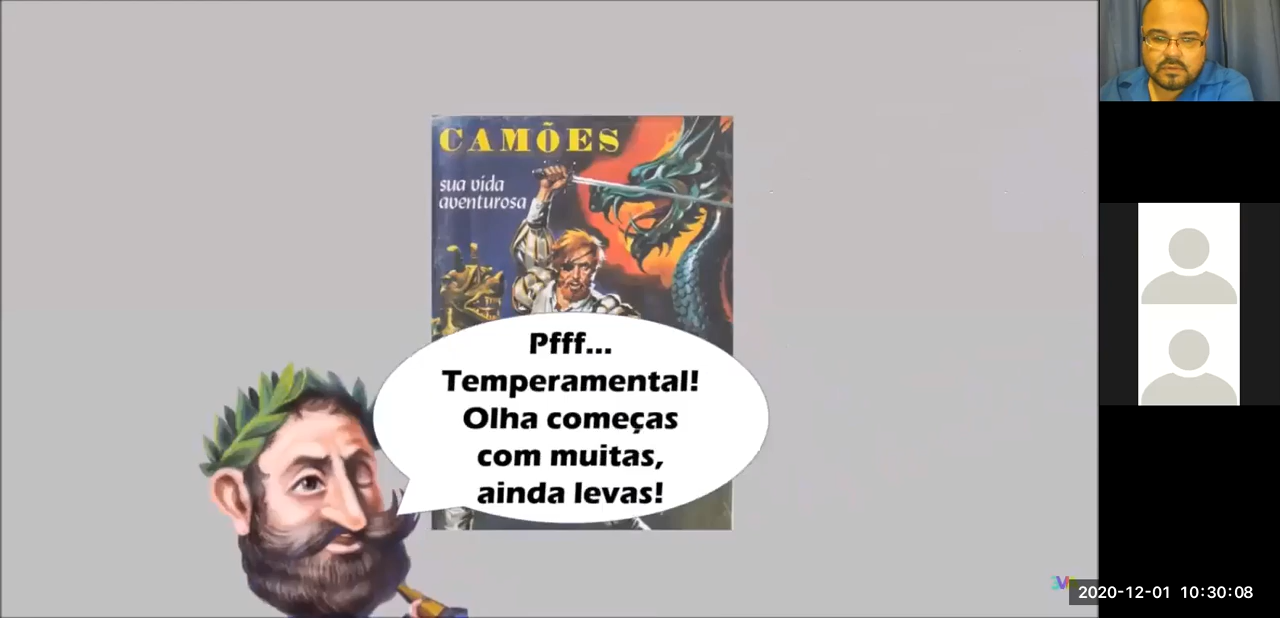 CAMÕES
sua vida
aventurosa
Pfff...
Temperamental!
Olha começas
com muitas,
ainda levas!
2020-12-01 10:30:08